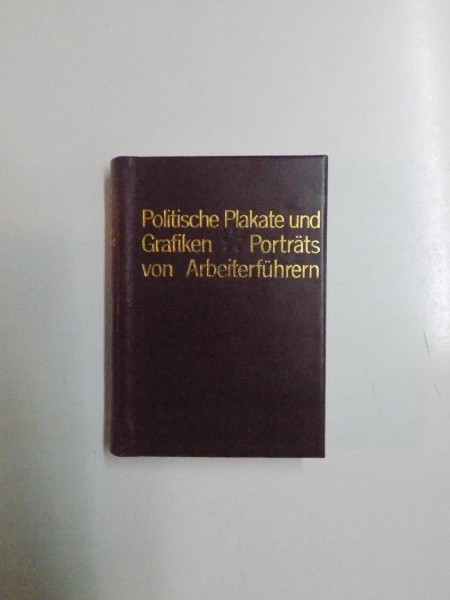 Politische Plakate und
Grafiken ★ Porträts
von Arbeiterführern